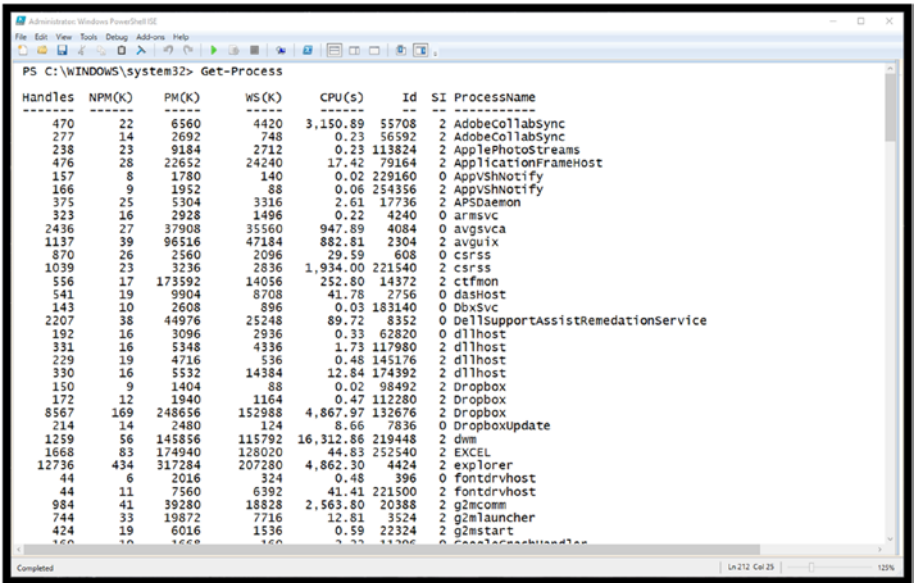 Administrator: Windows PowerShell ISE
File Edit View Tools Debug Add-ons Help
PS C:\WINDOWS\system32> Get-Process
Handles NPM(K) PM(K) WS(K) CPU(s) Id SI ProcessName
------- ------ ----- ----- ------ -- -- -----------
470 22 6560 4420 3,150.89 55708 2 AdobeCollabSync
277 14 2692 748 0.23 56592 2 AdobeCollabSync
238 23 9184 2712 0.23 113824 2 ApplePhotoStreams
476 28 22652 24240 17.42 79164 2 ApplicationFrameHost
157 8 1780 140 0.02 229160 0 AppVShNotify
166 9 1952 88 0.06 254356 2 AppVShNotify
375 25 5304 3316 2.61 17736 2 APSDaemon
323 16 2928 1496 0.22 4240 0 armsvc
2436 27 37908 35560 947.89 4084 0 avgsvca
1137 39 96516 47184 882.81 2304 2 avguix
870 26 2560 2096 29.59 608 0 csrss
1039 23 3236 2836 1,934.00 221540 2 csrss
556 17 173592 14056 252.80 14372 2 ctfmon
541 19 9904 8708 41.78 2756 0 dasHost
143 10 2608 896 0.03 183140 0 DbxSvc
2207 38 44976 25248 89.72 8352 0 DellSupportAssistRemedationService
192 16 3096 2936 0.33 62820 0 dllhost
331 16 5348 4336 1.73 117980 2 dllhost
229 19 4716 536 0.48 145176 2 dllhost
330 16 5532 14384 12.84 174392 2 dllhost
150 9 1404 88 0.02 98492 2 Dropbox
172 12 1940 1164 0.47 112280 2 Dropbox
8567 169 248656 152988 4,867.97 132676 2 Dropbox
214 14 2480 124 8.66 7836 0 DropboxUpdate
1259 56 145856 115792 16,312.86 219448 2 dwm
1668 83 174940 128020 44.83 252540 2 EXCEL
12736 434 317284 207280 4,862.30 4424 2 explorer
44 6 2016 324 0.48 396 0 fontdrvhost
44 11 7560 6392 41.41 221500 2 fontdrvhost
984 41 39280 18828 2,563.80 20388 2 g2mcomm
744 33 19872 7716 12.81 3524 2 g2mlauncher
424 19 6016 1536 0.59 22324 2 g2mstart
Completed Ln 212 Col 25 125%